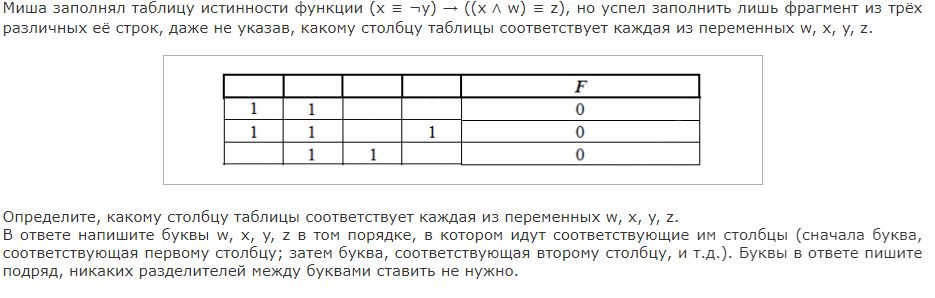 Миша заполнял таблицу истинности функции (x ≡ ¬y) → ((x ∧ w) ≡ z), но успел заполнить лишь фрагмент из трёх
различных её строк, даже не указав, какому столбцу таблицы соответствует каждая из переменных w, x, y, z.
F
1 1 0
1 1 1 0
1 1 0
Определите, какому столбцу таблицы соответствует каждая из переменных w, x, y, z.
В ответе напишите буквы w, x, y, z в том порядке, в котором идут соответствующие им столбцы (сначала буква,
соответствующая первому столбцу; затем буква, соответствующая второму столбцу, и т.д.). Буквы в ответе пишите
подряд, никаких разделителей между буквами ставить не нужно.